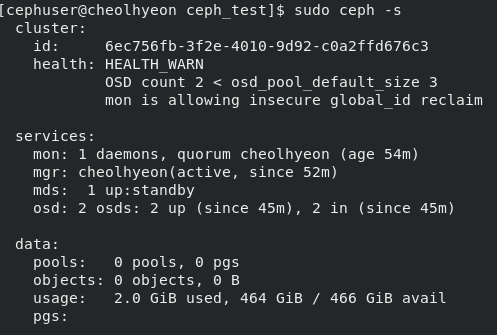 [cephuser@cheolhyeon ceph_test]$ sudo ceph -s
  cluster:
    id:     6ec756fb-3f2e-4010-9d92-c0a2ffd676c3
    health: HEALTH_WARN
            OSD count 2 < osd_pool_default_size 3
            mon is allowing insecure global_id reclaim

  services:
    mon: 1 daemons, quorum cheolhyeon (age 54m)
    mgr: cheolhyeon(active, since 52m)
    mds:  1 up:standby
    osd: 2 osds: 2 up (since 45m), 2 in (since 45m)

  data:
    pools:   0 pools, 0 pgs
    objects: 0 objects, 0 B
    usage:   2.0 GiB used, 464 GiB / 466 GiB avail
    pgs: